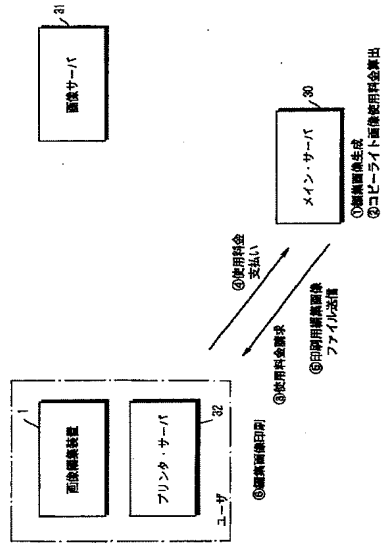 画像サーバ
31
メイン・サーバ
30
①編集画像生成
②コピーライト画像使用料金算出
④使用料金
支払い
③使用料金請求
⑤印刷用編集画像
ファイル送信
画像編集装置
1
プリンタ・サーバ
32
ユーザ
⑥編集画像印刷